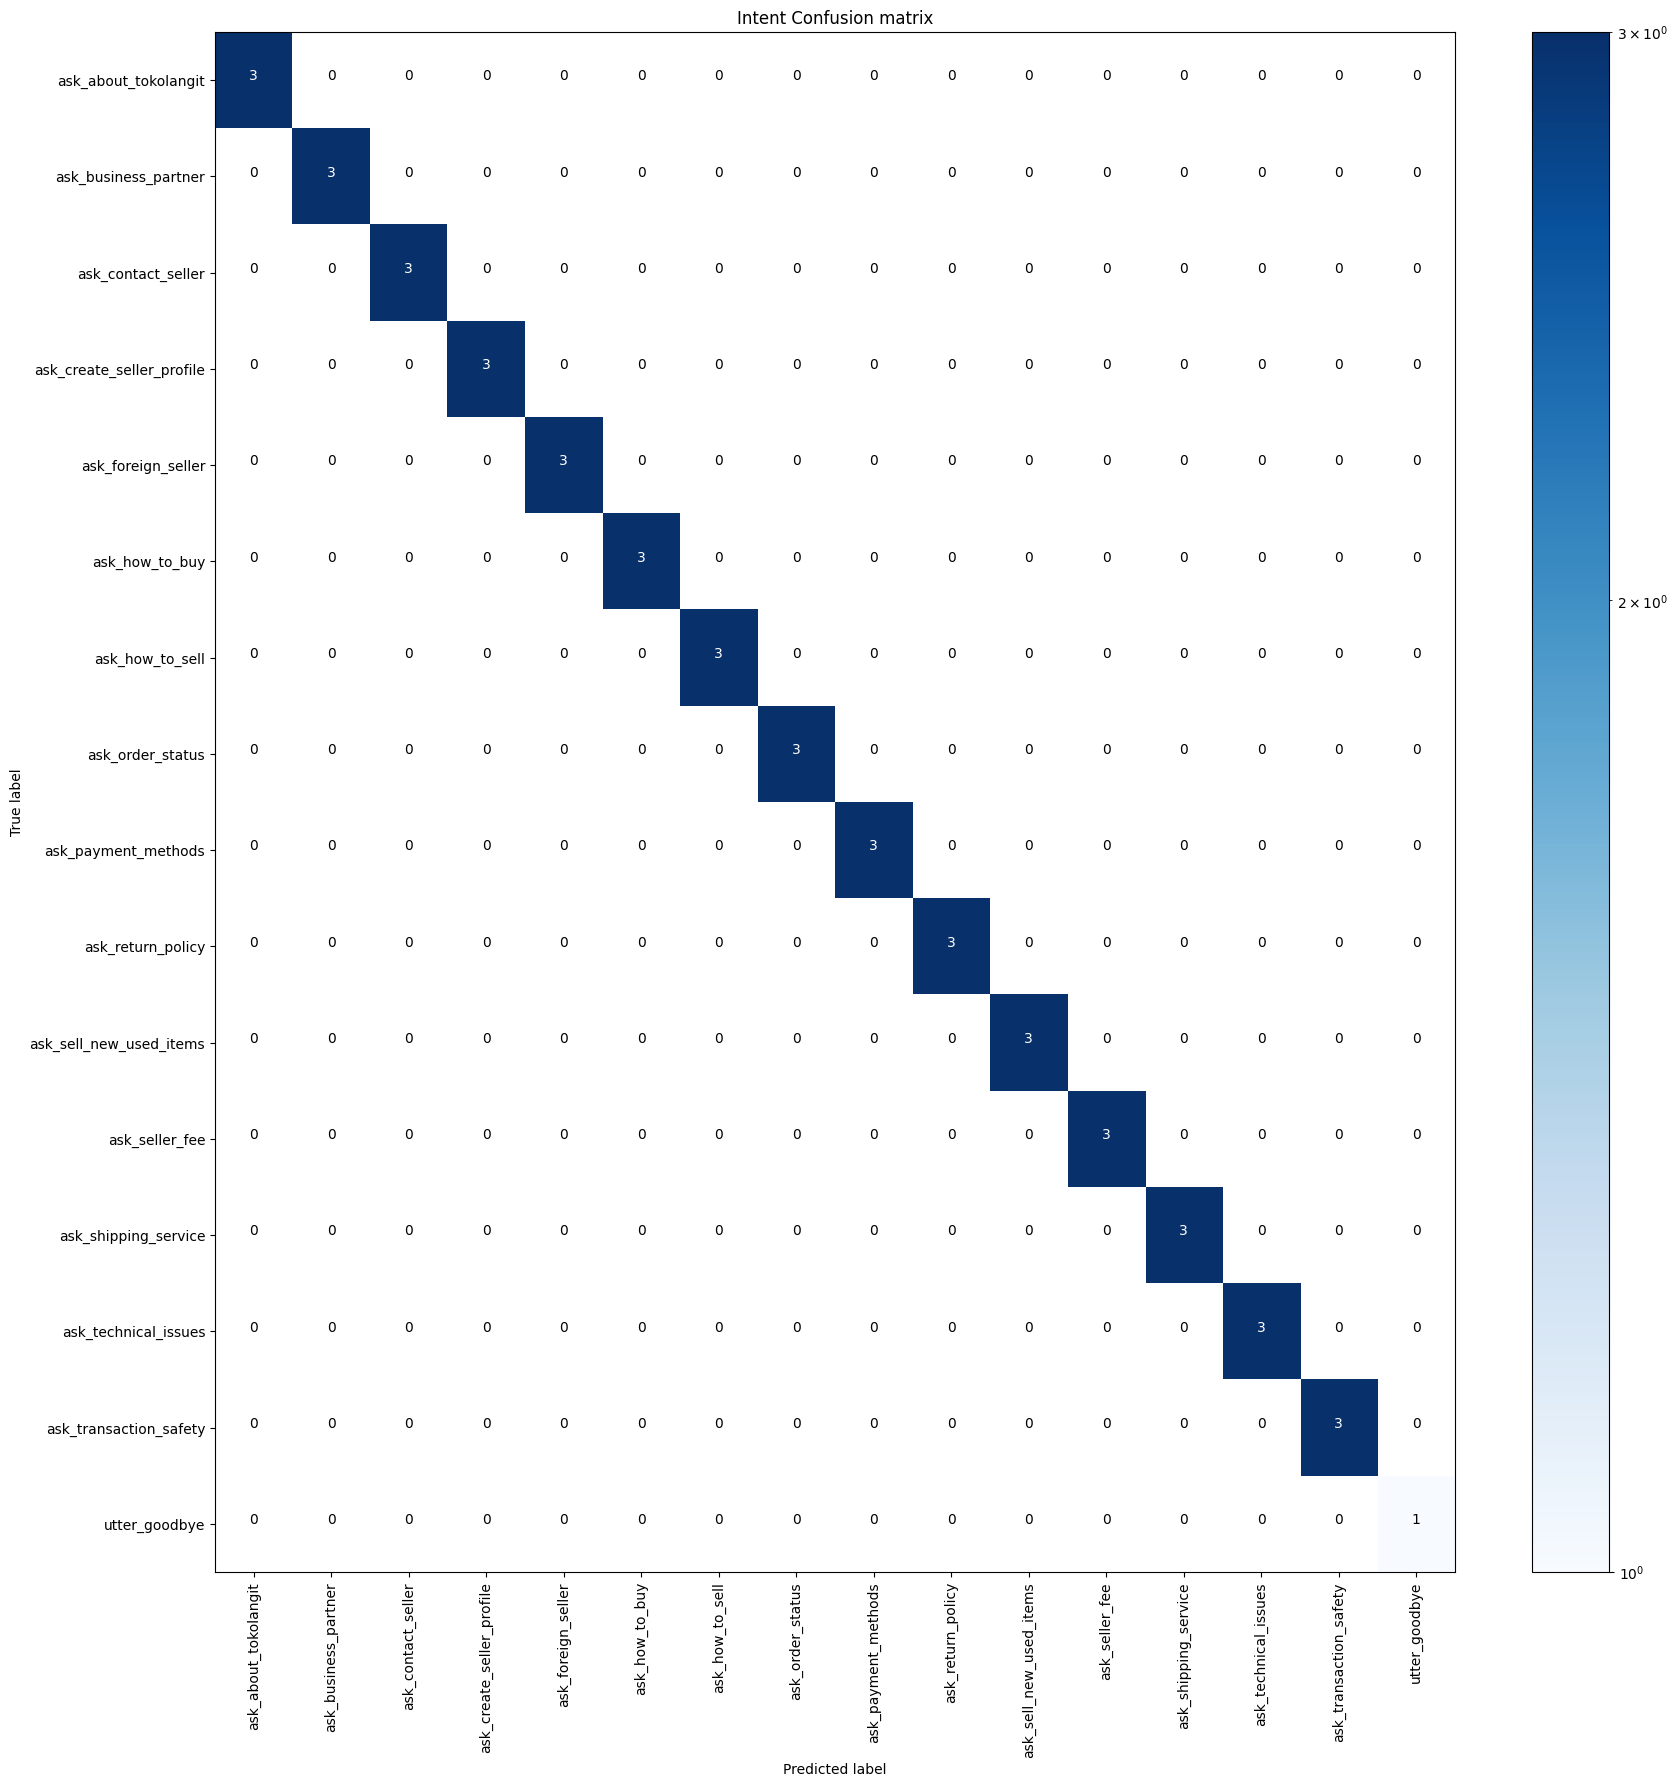 Intent Confusion matrix
ask_about_tokolangit 3 0 0 0 0 0 0 0 0 0 0 0 0 0 0 0
ask_business_partner 0 3 0 0 0 0 0 0 0 0 0 0 0 0 0 0
ask_contact_seller 0 0 3 0 0 0 0 0 0 0 0 0 0 0 0 0
ask_create_seller_profile 0 0 0 3 0 0 0 0 0 0 0 0 0 0 0 0
ask_foreign_seller 0 0 0 0 3 0 0 0 0 0 0 0 0 0 0 0
ask_how_to_buy 0 0 0 0 0 3 0 0 0 0 0 0 0 0 0 0
ask_how_to_sell 0 0 0 0 0 0 3 0 0 0 0 0 0 0 0 0
ask_order_status 0 0 0 0 0 0 0 3 0 0 0 0 0 0 0 0
ask_payment_methods 0 0 0 0 0 0 0 0 3 0 0 0 0 0 0 0
ask_return_policy 0 0 0 0 0 0 0 0 0 3 0 0 0 0 0 0
ask_sell_new_used_items 0 0 0 0 0 0 0 0 0 0 3 0 0 0 0 0
ask_seller_fee 0 0 0 0 0 0 0 0 0 0 0 3 0 0 0 0
ask_shipping_service 0 0 0 0 0 0 0 0 0 0 0 0 3 0 0 0
ask_technical_issues 0 0 0 0 0 0 0 0 0 0 0 0 0 3 0 0
ask_transaction_safety 0 0 0 0 0 0 0 0 0 0 0 0 0 0 3 0
utter_goodbye 0 0 0 0 0 0 0 0 0 0 0 0 0 0 0 1
True label
ask_about_tokolangit
ask_business_partner
ask_contact_seller
ask_create_seller_profile
ask_foreign_seller
ask_how_to_buy
ask_how_to_sell
ask_order_status
ask_payment_methods
ask_return_policy
ask_sell_new_used_items
ask_seller_fee
ask_shipping_service
ask_technical_issues
ask_transaction_safety
utter_goodbye
Predicted label
3 × 10⁰
2 × 10⁰
10⁰